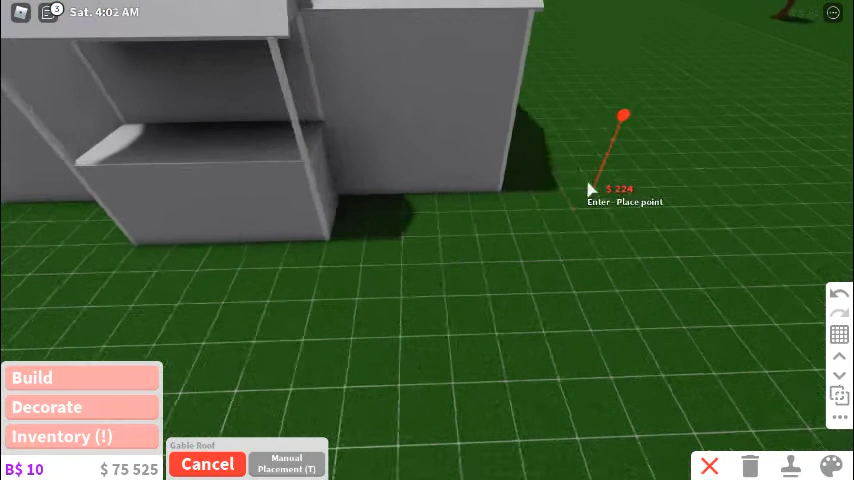 3
Sat. 4:02 AM
$ 224
Enter - Place point
Build
Decorate
Inventory (!)
B$ 10
$ 75 525
Gable Roof
Cancel
Manual
Placement (T)